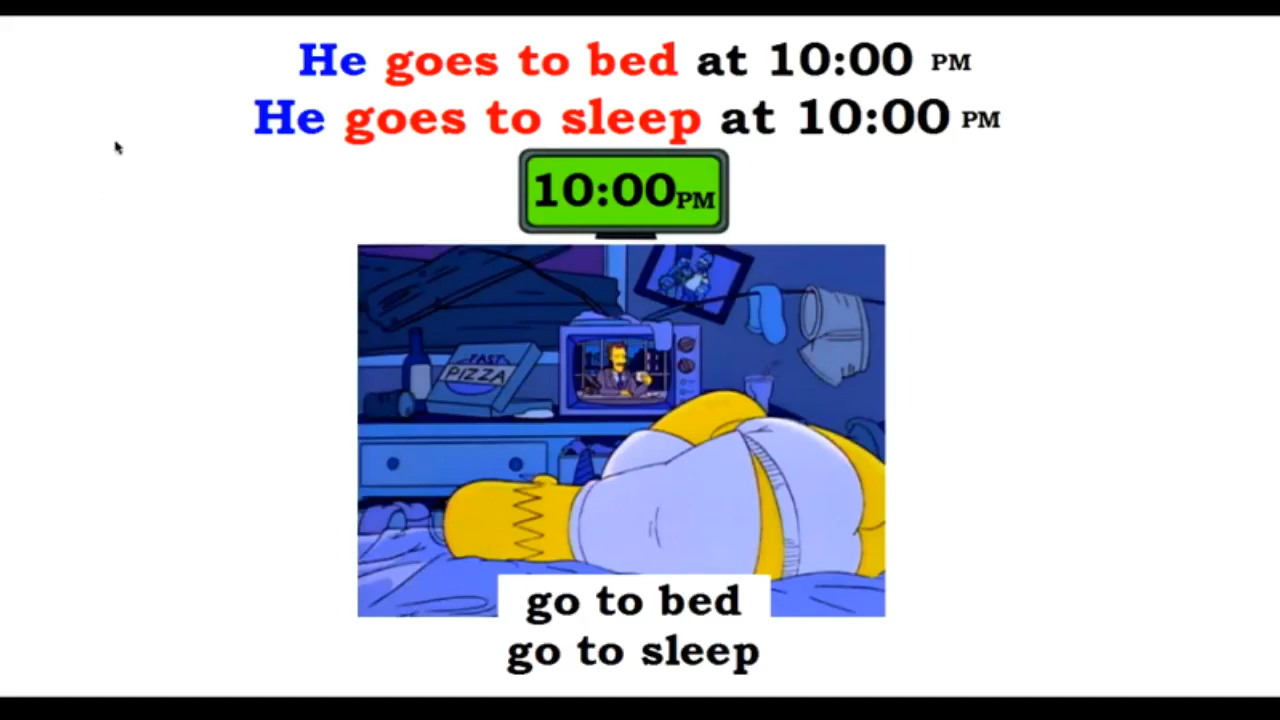 He goes to bed at 10:00 PM
He goes to sleep at 10:00 PM
10:00PM
FAST
PIZZA
go to bed
go to sleep